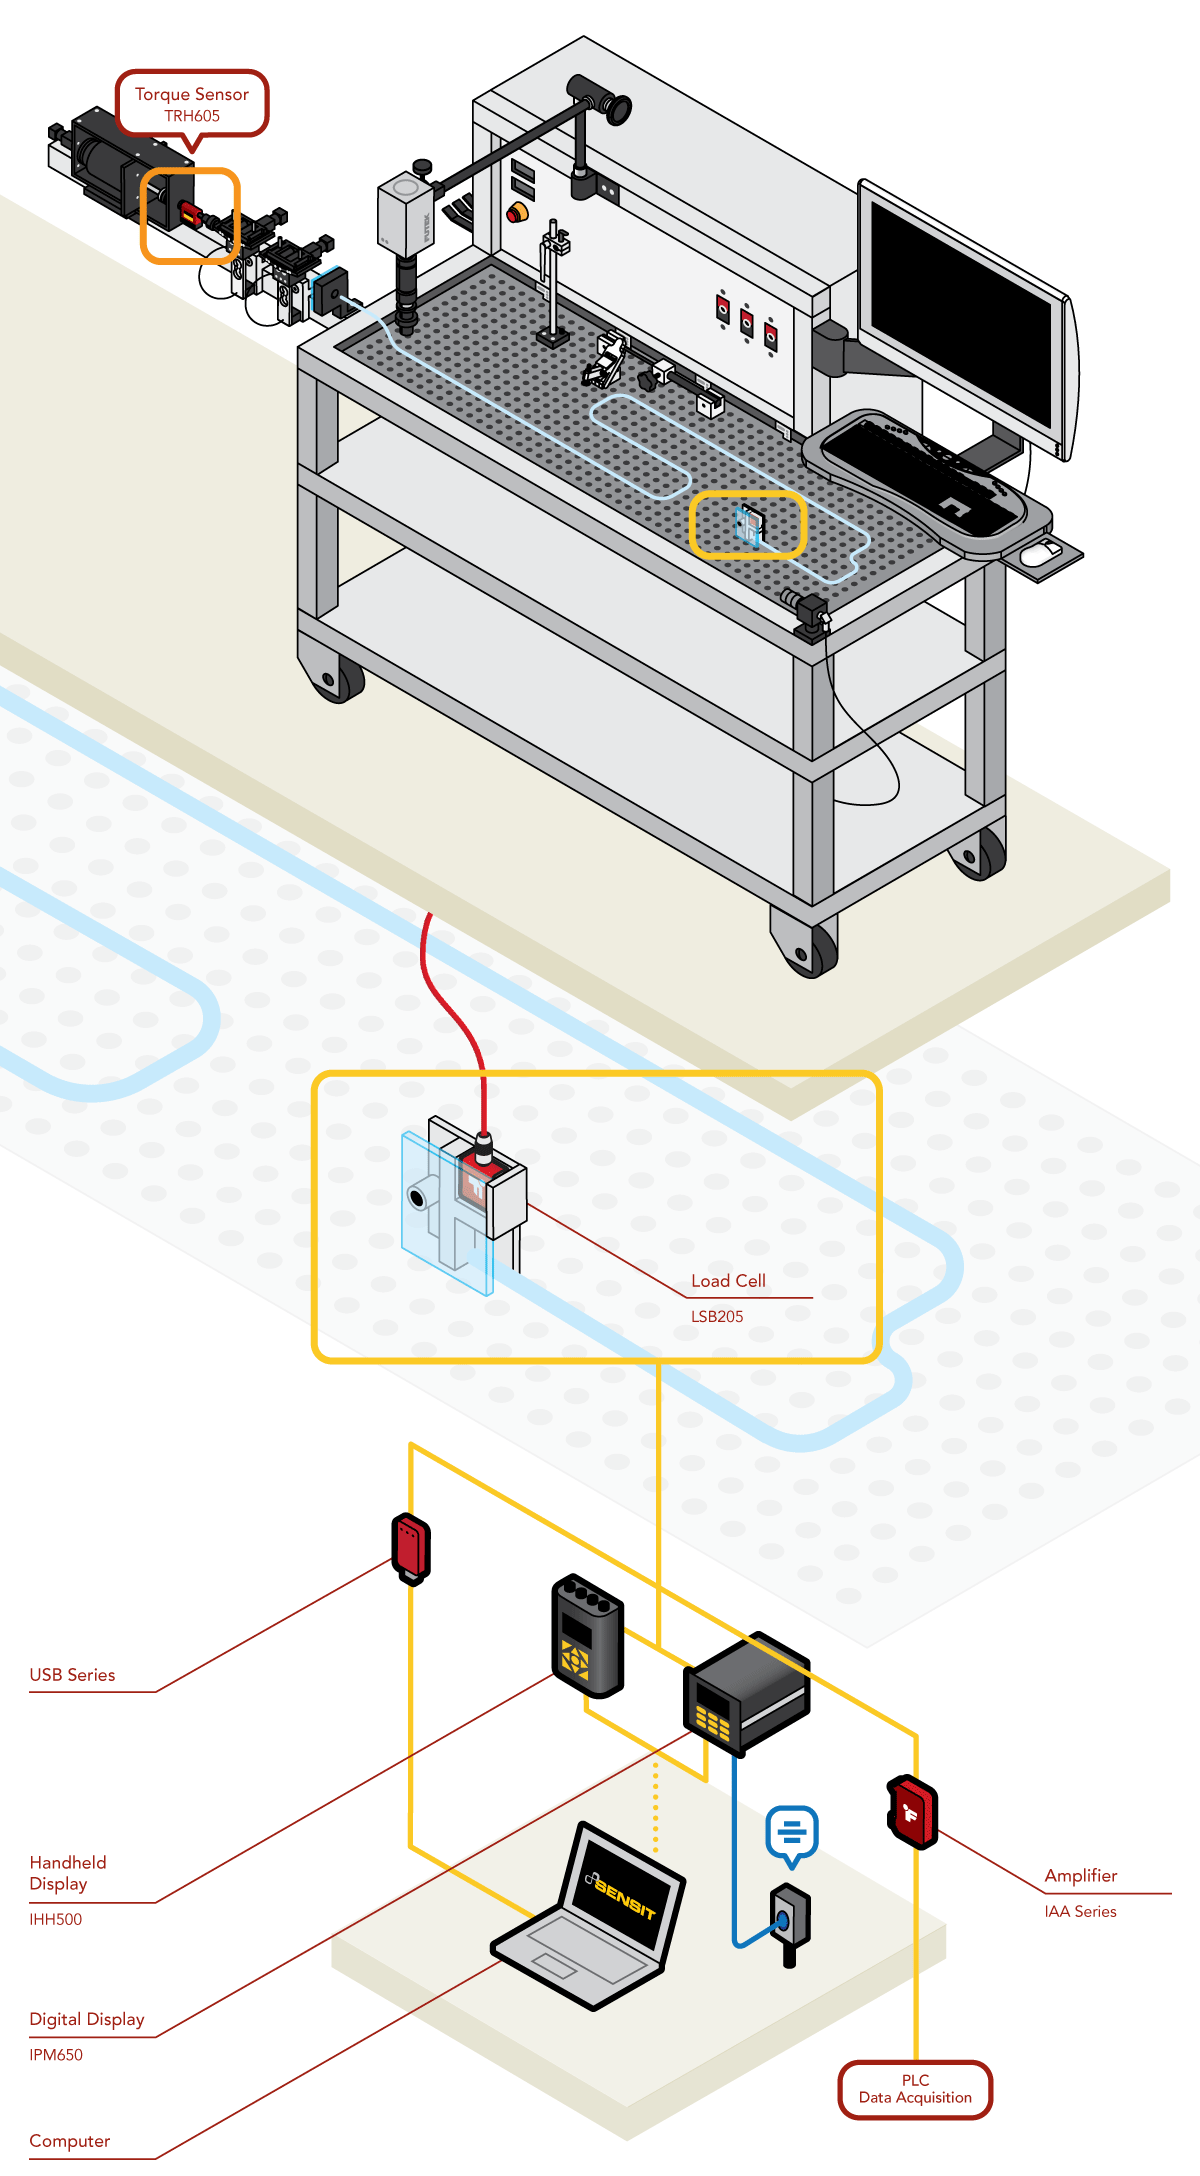 Torque Sensor
TRH605
FUTEK
Load Cell
LSB205
USB Series
Handheld
Display
IHH500
SENSIT
Amplifier
IAA Series
Digital Display
IPM650
PLC
Data Acquisition
Computer